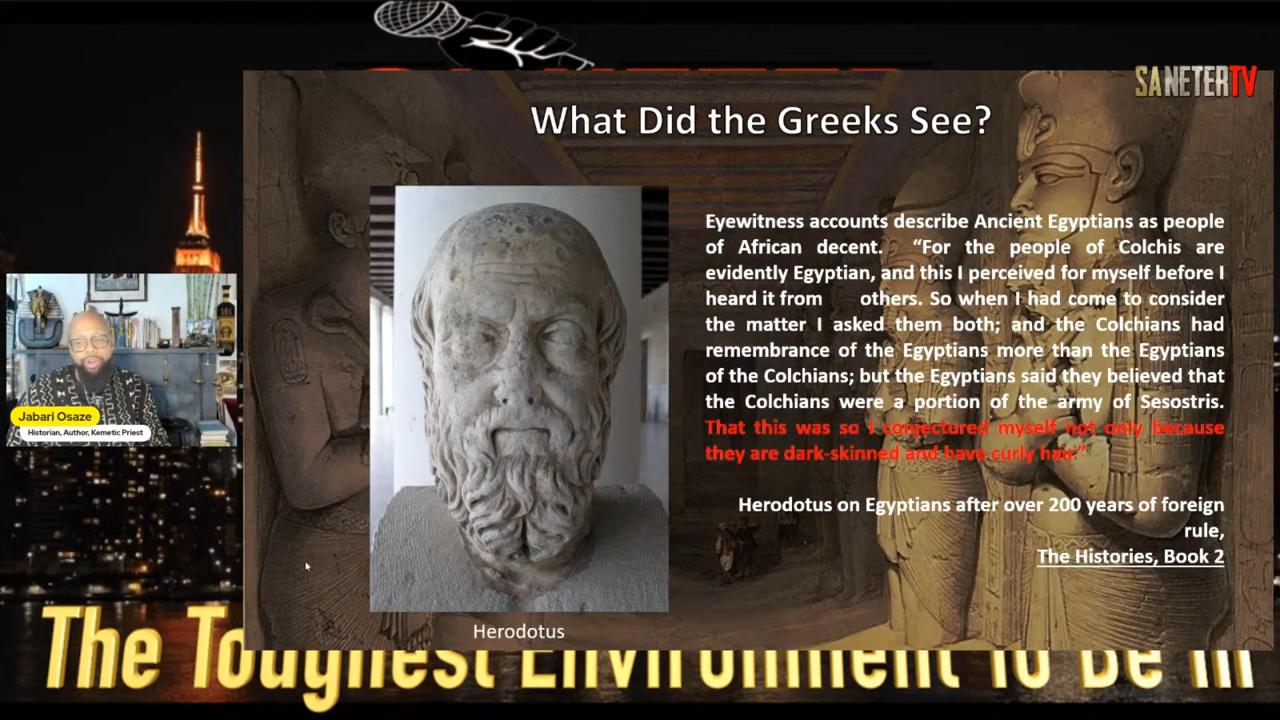 SANETERTV
What Did the Greeks See?
Eyewitness accounts describe Ancient Egyptians as people
of African decent. “For the people of Colchis are
evidently Egyptian, and this I perceived for myself before I
heard it from others. So when I had come to consider
the matter I asked them both; and the Colchians had
remembrance of the Egyptians more than the Egyptians
of the Colchians; but the Egyptians said they believed that
the Colchians were a portion of the army of Sesostris.
That this was so I conjectured myself not only because
they are dark-skinned and have curly hair.”
Herodotus on Egyptians after over 200 years of foreign
rule,
The Histories, Book 2
Herodotus
Jabari Osaze
Historian, Author, Kemetic Priest
The Toughest Environment To Be In